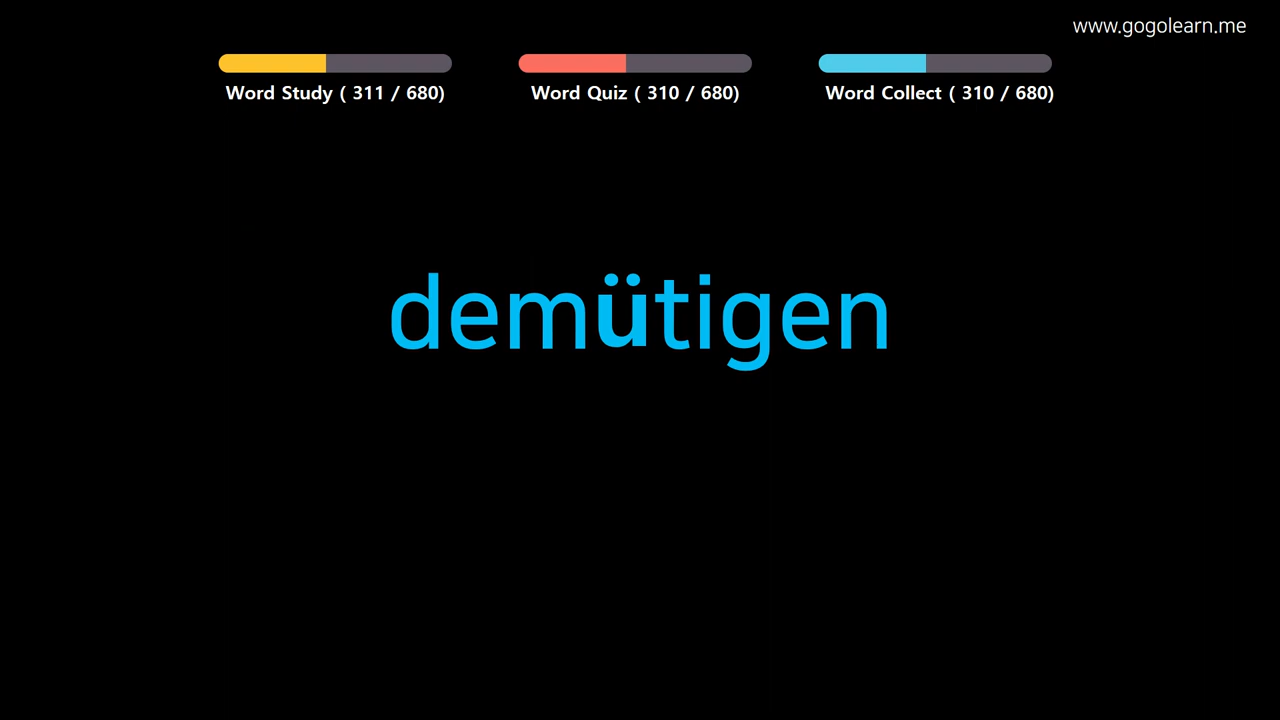 www.gogolearn.me
Word Study ( 311 / 680)
Word Quiz ( 310 / 680)
Word Collect ( 310 / 680)
demütigen